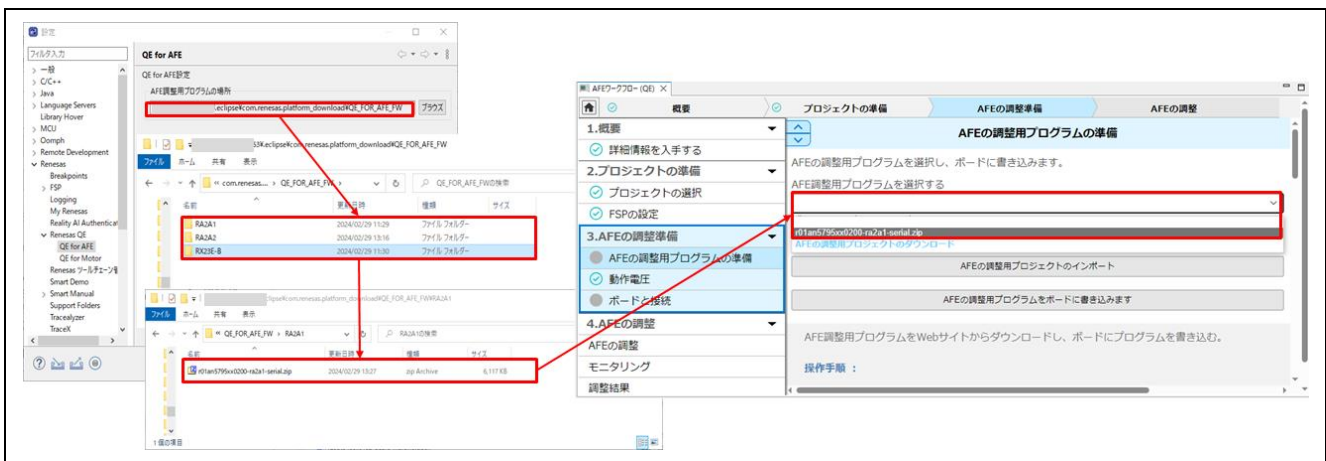 設定
フィルタ入力
> 一般
> C/C++
> Java
> Language Servers
Library Hover
> MCU
> Oomph
> Remote Development
Renesas
Breakpoints
> FSP
Logging
My Renesas
Reality AI Authenticat
Renesas QE
QE for AFE
QE for Motor
Renesas ツールチェーン管
Smart Demo
> Smart Manual
Support Folders
Tracealyzer
TraceX
QE for AFE
QE for AFE設定
AFE調整用プログラムの場所
.eclipse¥com.renesas.platform_download¥QE_FOR_AFE_FW
ブラウズ
¥.eclipse¥com.renesas.platform_download¥QE_FOR_AFE_FW
ファイル ホーム 共有 表示
« com.renesas... > QE_FOR_AFE_FW >
QE_FOR_AFE_FWの検索
名前 更新日時 種類 サイズ
RA2A1 2024/02/29 11:29 ファイル フォルダー
RA2A2 2024/02/29 13:16 ファイル フォルダー
RX23E-B 2024/02/29 11:30 ファイル フォルダー
.eclipse¥com.renesas.platform_download¥QE_FOR_AFE_FW¥RA2A1
ファイル ホーム 共有 表示
« QE_FOR_AFE_FW > RA2A1
RA2A1の検索
名前 更新日時 種類 サイズ
r01an5795xx0200-ra2a1-serial.zip 2024/02/29 13:27 zip Archive 6,117 KB
1 個の項目
AFEワークフロー (QE)
概要 プロジェクトの準備 AFEの調整準備 AFEの調整
1.概要
詳細情報を入手する
2.プロジェクトの準備
プロジェクトの選択
FSPの設定
3.AFEの調整準備
AFEの調整用プログラムの準備
動作電圧
ボードと接続
4.AFEの調整
AFEの調整
モニタリング
調整結果
AFEの調整用プログラムの準備
AFEの調整用プログラムを選択し、ボードに書き込みます。
AFE調整用プログラムを選択する
r01an5795xx0200-ra2a1-serial.zip
AFEの調整用プロジェクトのダウンロード
AFEの調整用プロジェクトのインポート
AFEの調整用プログラムをボードに書き込みます
AFE調整用プログラムをWebサイトからダウンロードし、ボードにプログラムを書き込む。
操作手順 :